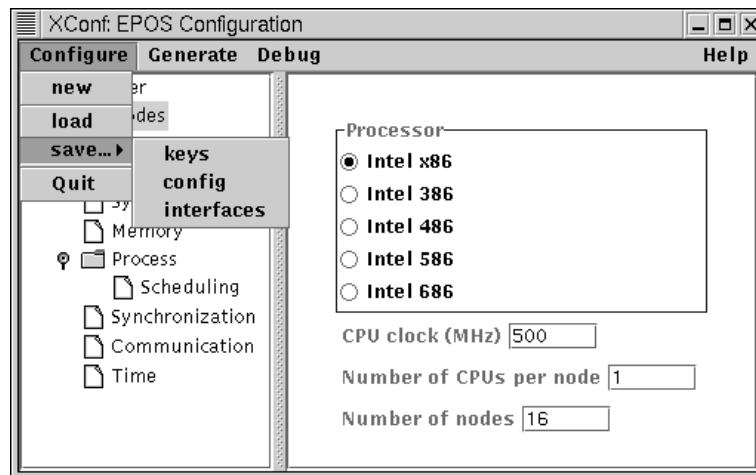 XConf: EPOS Configuration
Configure Generate Debug Help
new
load
save...
Quit
keys
config
interfaces
Memory
Process
Scheduling
Synchronization
Communication
Time
Processor
Intel x86
Intel 386
Intel 486
Intel 586
Intel 686
CPU clock (MHz) 500
Number of CPUs per node 1
Number of nodes 16